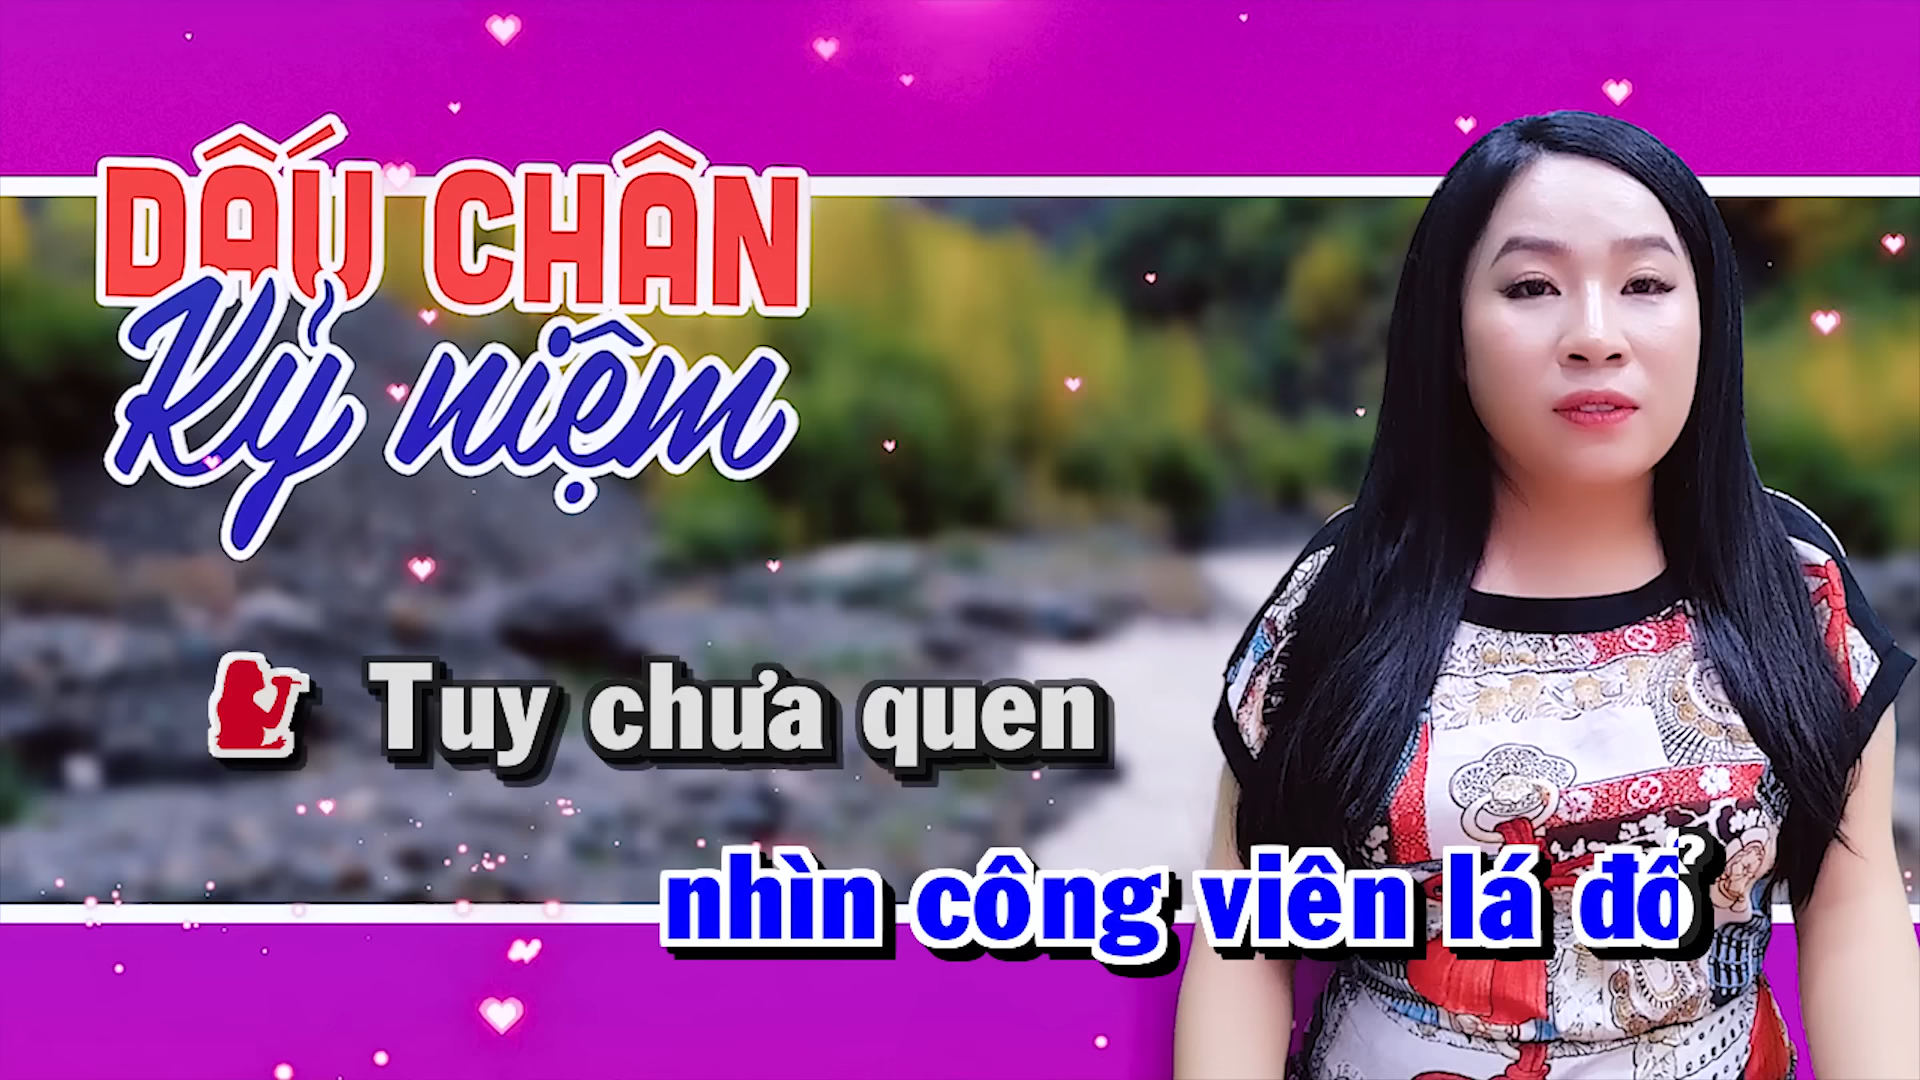 DẤU CHÂN
Kỷ niệm
Tuy chưa quen
nhìn công viên lá đổ